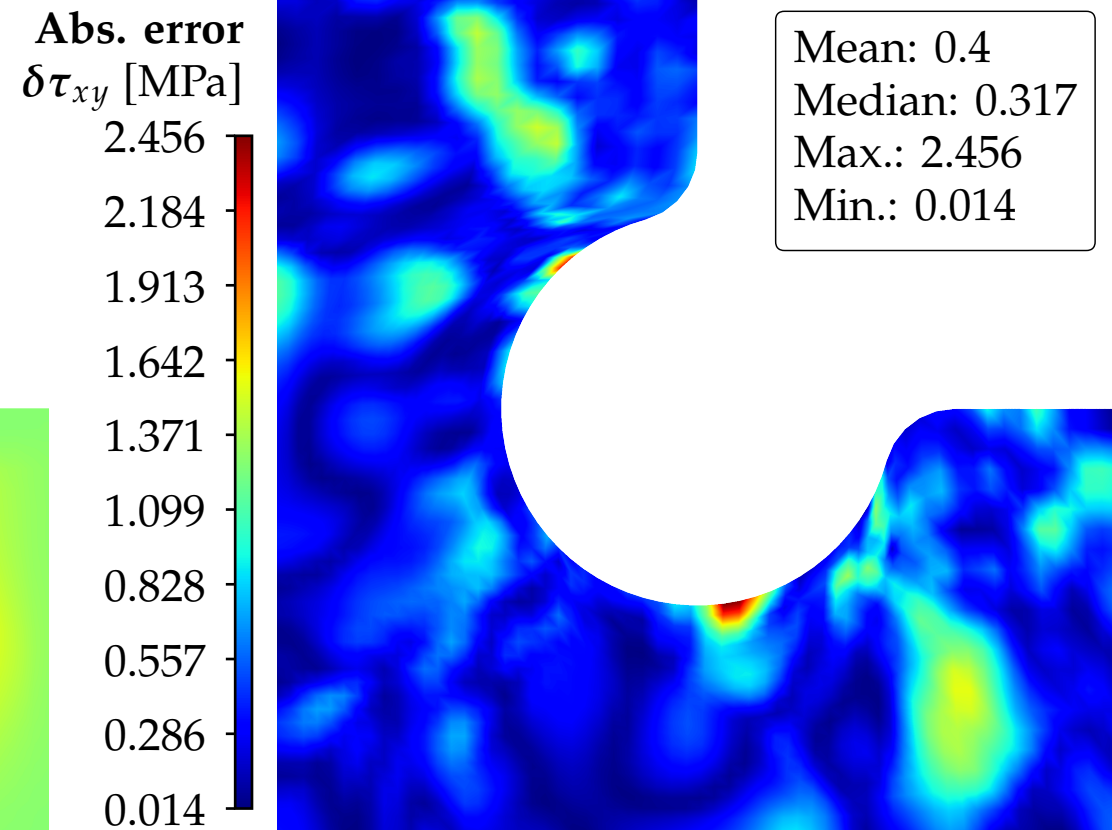 Abs. error
δτxy [MPa]
2.456
2.184
1.913
1.642
1.371
1.099
0.828
0.557
0.286
0.014
Mean: 0.4
Median: 0.317
Max.: 2.456
Min.: 0.014